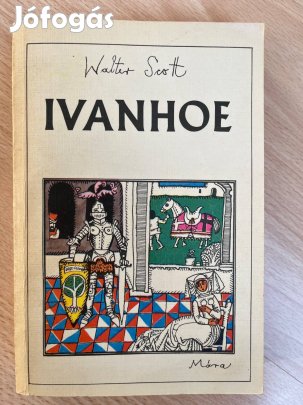 Jófogás
Walter Scott
IVANHOE
Móra